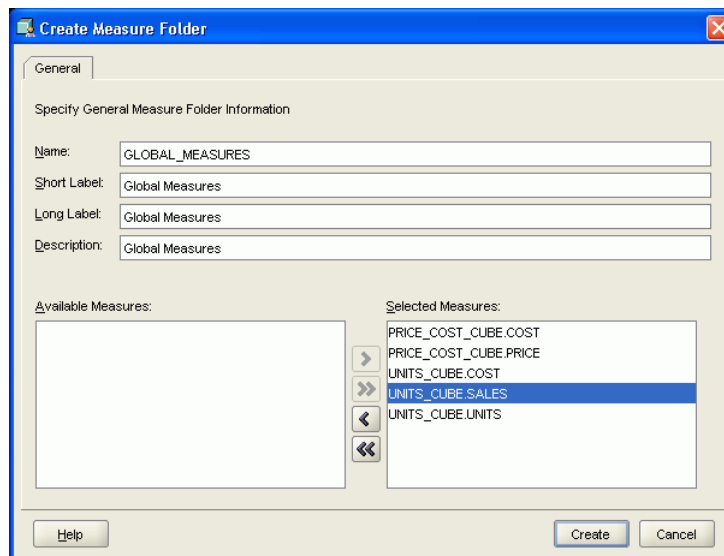 Create Measure Folder
General
Specify General Measure Folder Information
Name: GLOBAL_MEASURES
Short Label: Global Measures
Long Label: Global Measures
Description: Global Measures
Available Measures:
Selected Measures:
PRICE_COST_CUBE.COST
PRICE_COST_CUBE.PRICE
UNITS_CUBE.COST
UNITS_CUBE.SALES
UNITS_CUBE.UNITS
Help Create Cancel